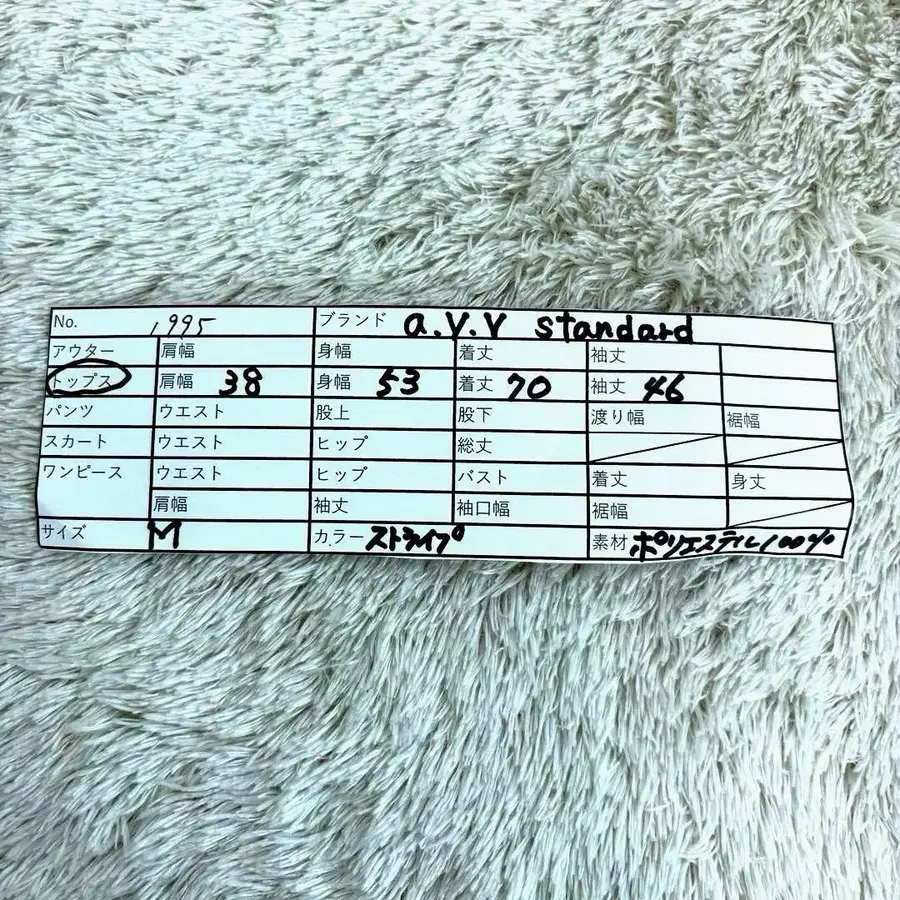 No. 1995 ブランド a.v.v standard
アウター 肩幅 身幅 着丈 袖丈
トップス 肩幅 38 身幅 53 着丈 70 袖丈 46
パンツ ウエスト 股上 股下 渡り幅 裾幅
スカート ウエスト ヒップ 総丈
ワンピース ウエスト ヒップ バスト 着丈 身丈
肩幅 袖丈 袖口幅 裾幅
サイズ M カラー ストライプ 素材 ポリエステル100%